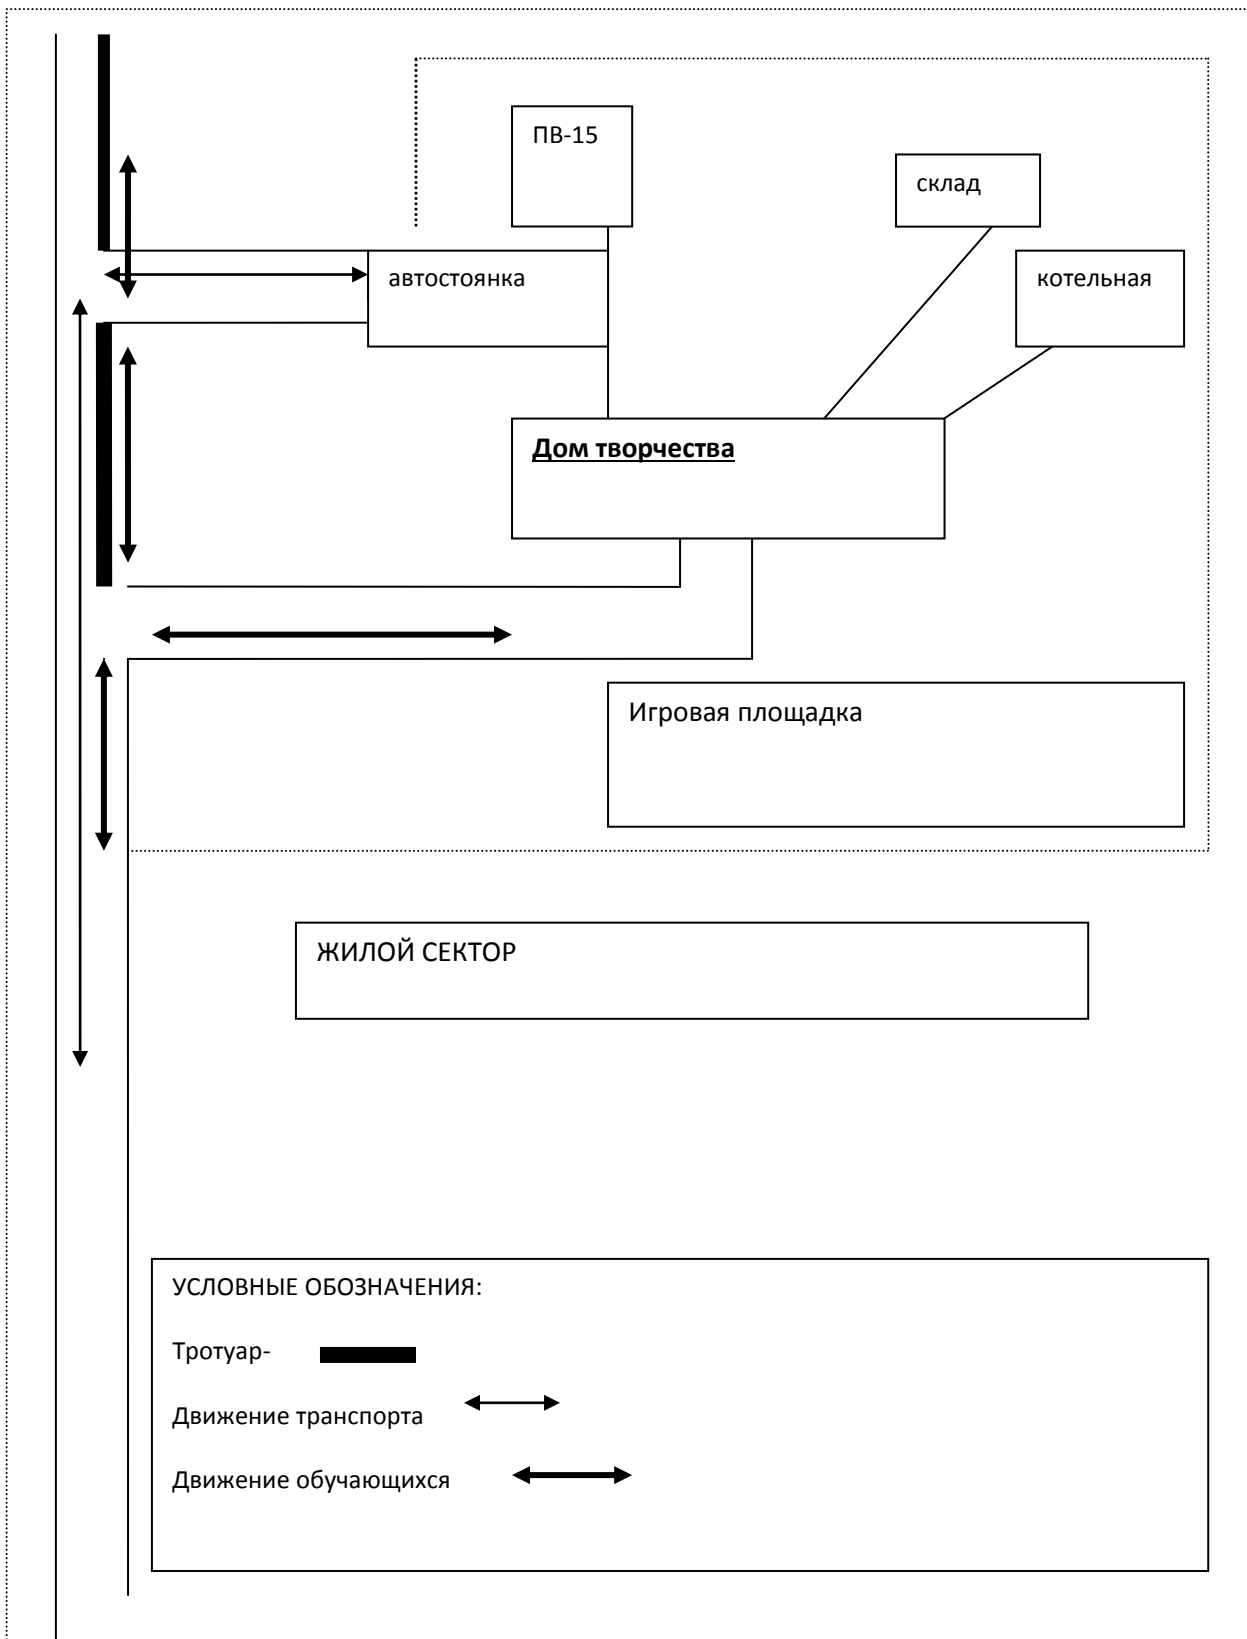 ПВ-15
склад
автостоянка
котельная
Дом творчества
Игровая площадка
ЖИЛОЙ СЕКТОР
УСЛОВНЫЕ ОБОЗНАЧЕНИЯ:
Тротуар-
Движение транспорта
Движение обучающихся